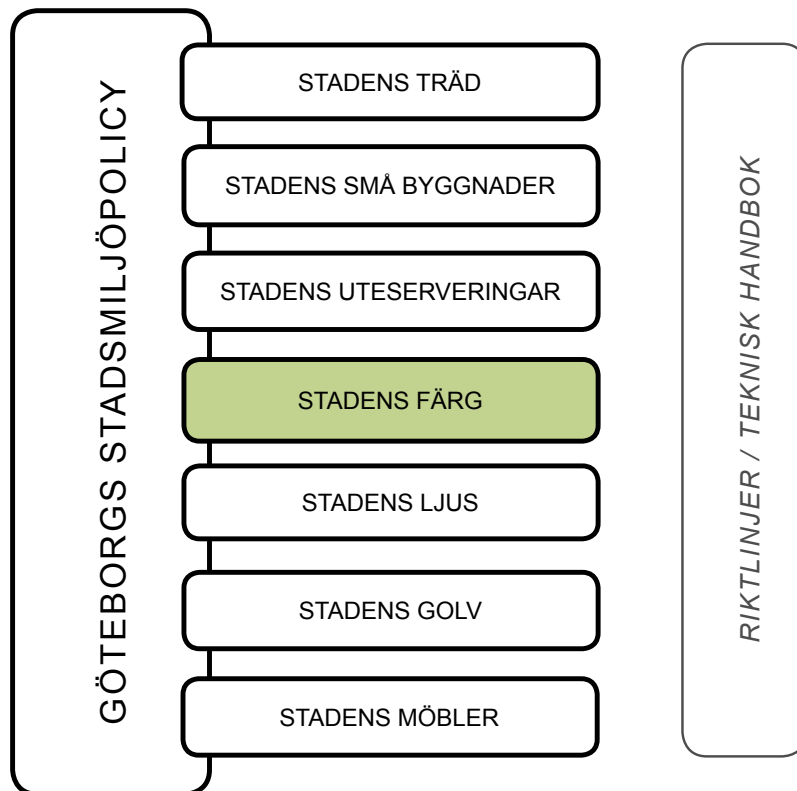 GÖTEBORGS STADSMILJÖPOLICY
STADENS TRÄD
STADENS SMÅ BYGGNADER
STADENS UTESERVERINGAR
STADENS FÄRG
STADENS LJUS
STADENS GOLV
STADENS MÖBLER
RIKTLINJER / TEKNISK HANDBOK